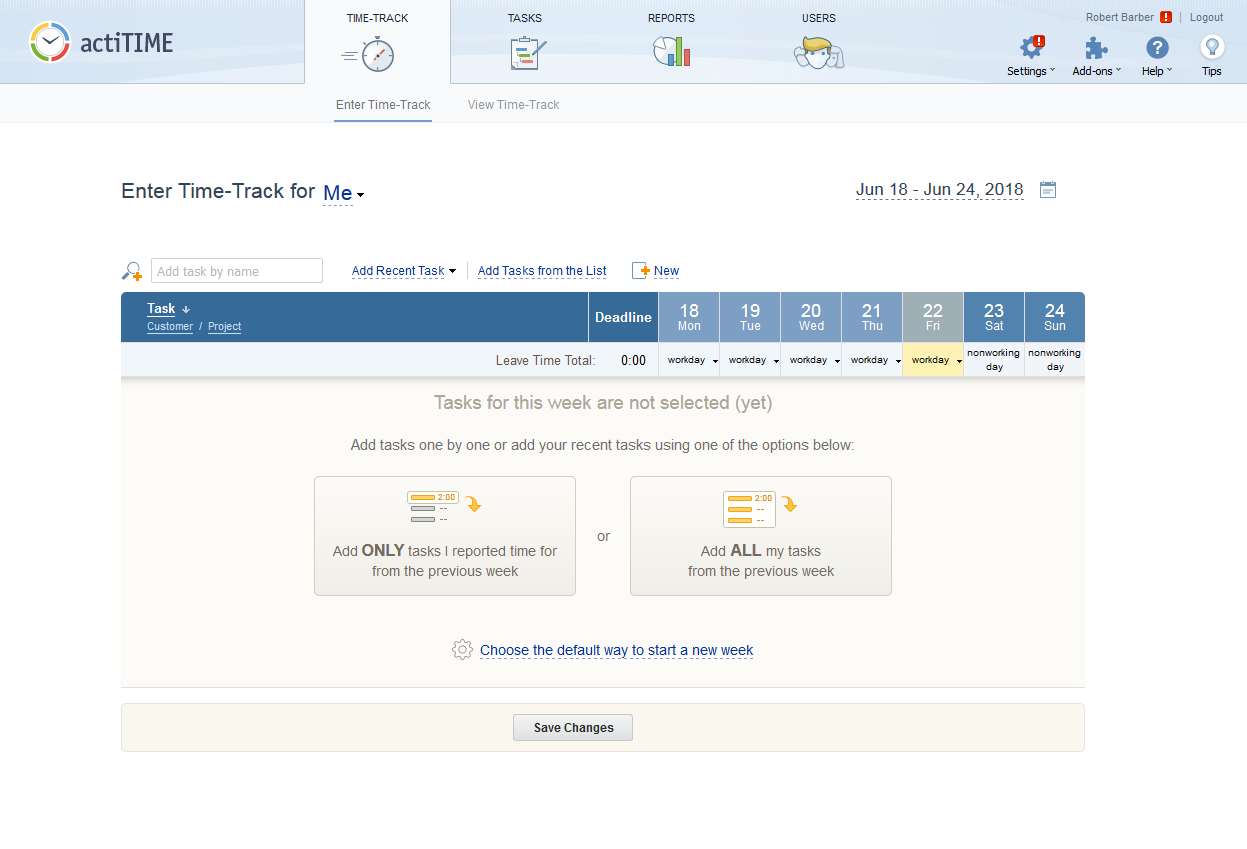 actiTIME
TIME-TRACK
TASKS
REPORTS
USERS
Robert Barber ! | Logout
Settings
Add-ons
Help
Tips
Enter Time-Track
View Time-Track
Enter Time-Track for Me
Jun 18 - Jun 24, 2018
Add task by name
Add Recent Task
Add Tasks from the List
New
Task
Customer / Project
Deadline
18 Mon
19 Tue
20 Wed
21 Thu
22 Fri
23 Sat
24 Sun
Leave Time Total: 0:00
workday
workday
workday
workday
workday
nonworking day
nonworking day
Tasks for this week are not selected (yet)
Add tasks one by one or add your recent tasks using one of the options below:
2:00
--
--
Add ONLY tasks I reported time for
from the previous week
or
2:00
--
--
Add ALL my tasks
from the previous week
Choose the default way to start a new week
Save Changes